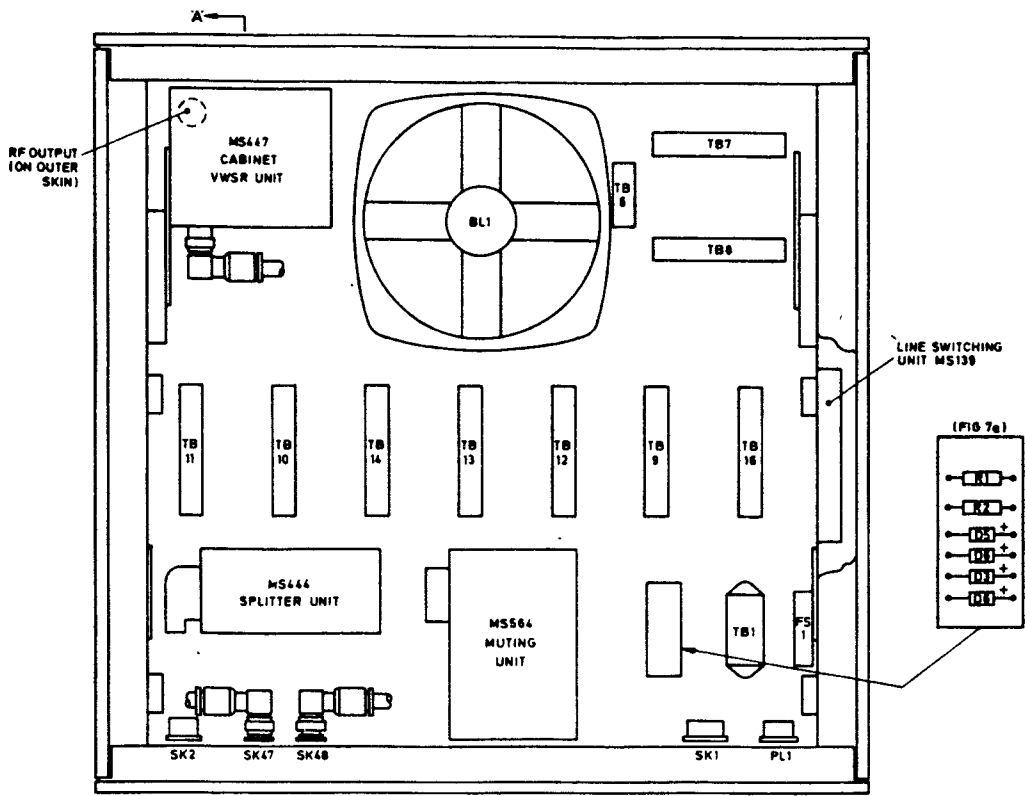 'A'
RF OUTPUT
(ON OUTER
SKIN)
MS447
CABINET
VWSR UNIT
BL1
TB
6
TB7
TB8
LINE SWITCHING
UNIT MS139
TB
11
TB
10
TB
14
TB
13
TB
12
TB
9
TB
16
(FIG 7a)
R1
R2
D5 +
D6 +
D3 +
D6 +
MS444
SPLITTER UNIT
MS564
MUTING
UNIT
TB1
FS
1
SK2
SK47
SK48
SK1
PL1